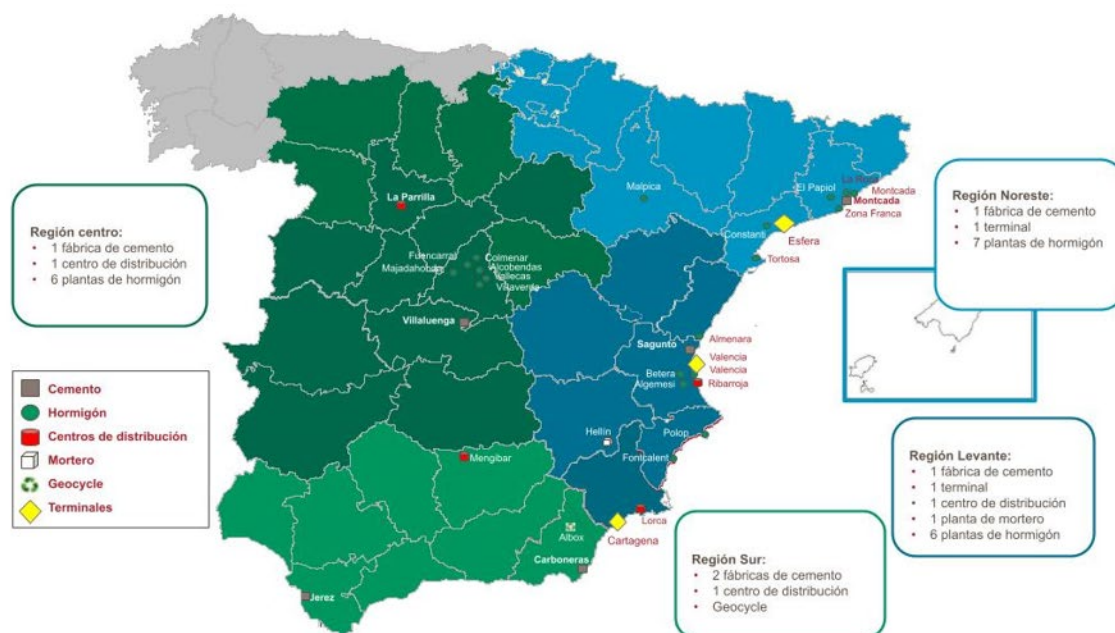 Región centro:
• 1 fábrica de cemento
• 1 centro de distribución
• 6 plantas de hormigón
Cemento
Hormigón
Centros de distribución
Mortero
Geocycle
Terminales
La Parrilla
Fuencarral
Colmenar
Majadahonda
Alcobendas
Vallecas
Villaverde
Villaluenga
Mengibar
Jerez
Carboneras
Albox
Malpica
El Papiol
La Roca
Montcada
Montcada
Zona Franca
Constanti
Esfera
Tortosa
Almenara
Sagunto
Valencia
Valencia
Betera
Algemesi
Ribarroja
Hellín
Polop
Fontcalent
Lorca
Cartagena
Región Noreste:
• 1 fábrica de cemento
• 1 terminal
• 7 plantas de hormigón
Región Levante:
• 1 fábrica de cemento
• 1 terminal
• 1 centro de distribución
• 1 planta de mortero
• 6 plantas de hormigón
Región Sur:
• 2 fábricas de cemento
• 1 centro de distribución
• Geocycle